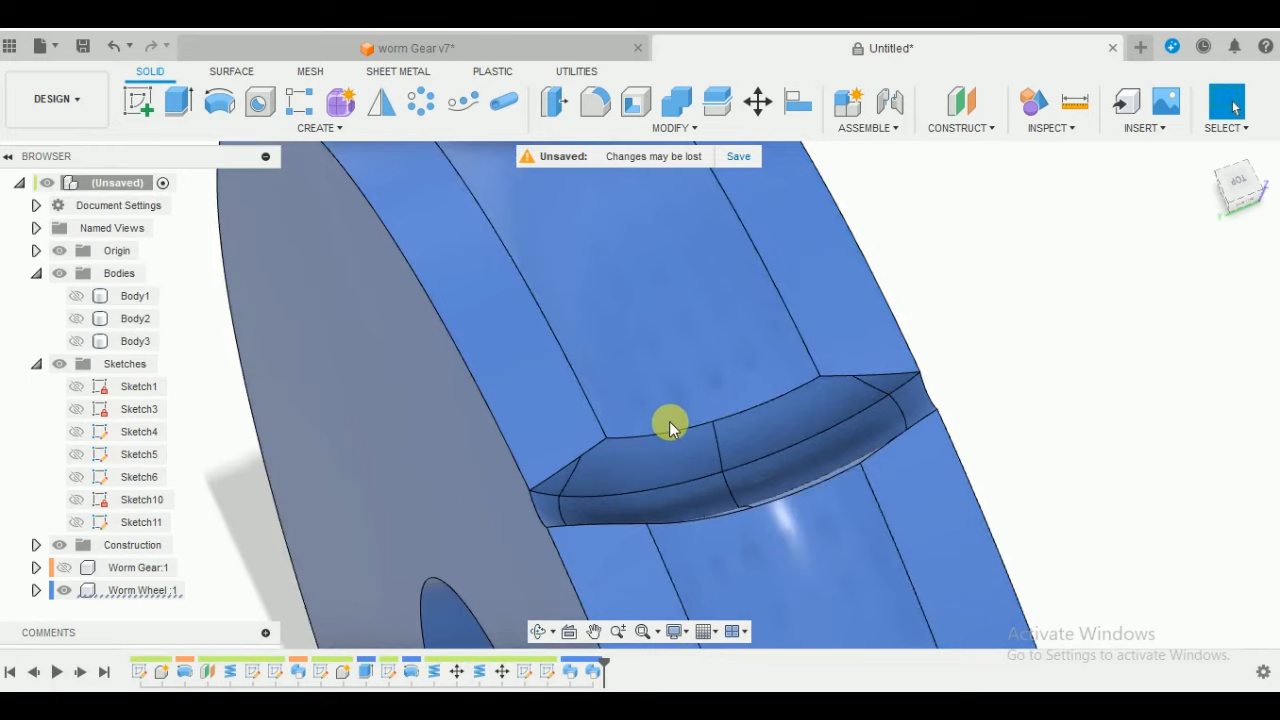 worm Gear v7*
Untitled*
SOLID SURFACE MESH SHEET METAL PLASTIC UTILITIES
DESIGN
CREATE MODIFY ASSEMBLE CONSTRUCT INSPECT INSERT SELECT
BROWSER
Unsaved: Changes may be lost Save
TOP
(Unsaved)
Document Settings
Named Views
Origin
Bodies
Body1
Body2
Body3
Sketches
Sketch1
Sketch3
Sketch4
Sketch5
Sketch6
Sketch10
Sketch11
Construction
Worm Gear:1
Worm Wheel :1
COMMENTS
Activate Windows
Go to Settings to activate Windows.